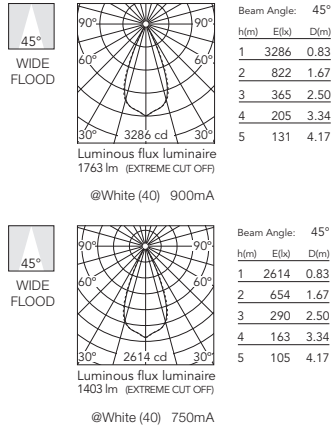 45°
WIDE
FLOOD
90° 90°
60° 60°
30° 3286 cd 30°
Luminous flux luminaire
1763 lm (EXTREME CUT OFF)
@White (40) 900mA
Beam Angle: 45°
h(m) E(lx) D(m)
1 3286 0.83
2 822 1.67
3 365 2.50
4 205 3.34
5 131 4.17
45°
WIDE
FLOOD
90° 90°
60° 60°
30° 2614 cd 30°
Luminous flux luminaire
1403 lm (EXTREME CUT OFF)
@White (40) 750mA
Beam Angle: 45°
h(m) E(lx) D(m)
1 2614 0.83
2 654 1.67
3 290 2.50
4 163 3.34
5 105 4.17